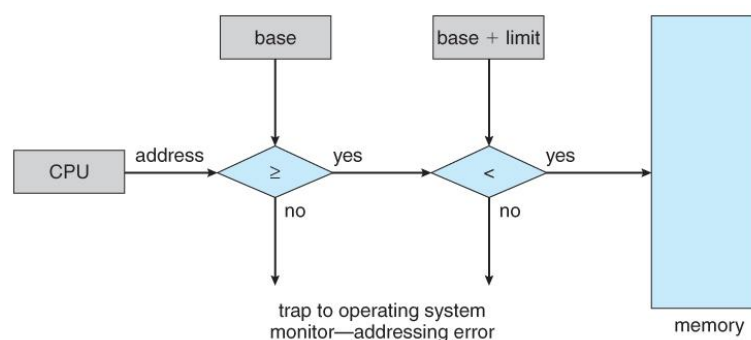 base
base + limit
CPU
address
≥
yes
<
yes
no
no
trap to operating system
monitor—addressing error
memory